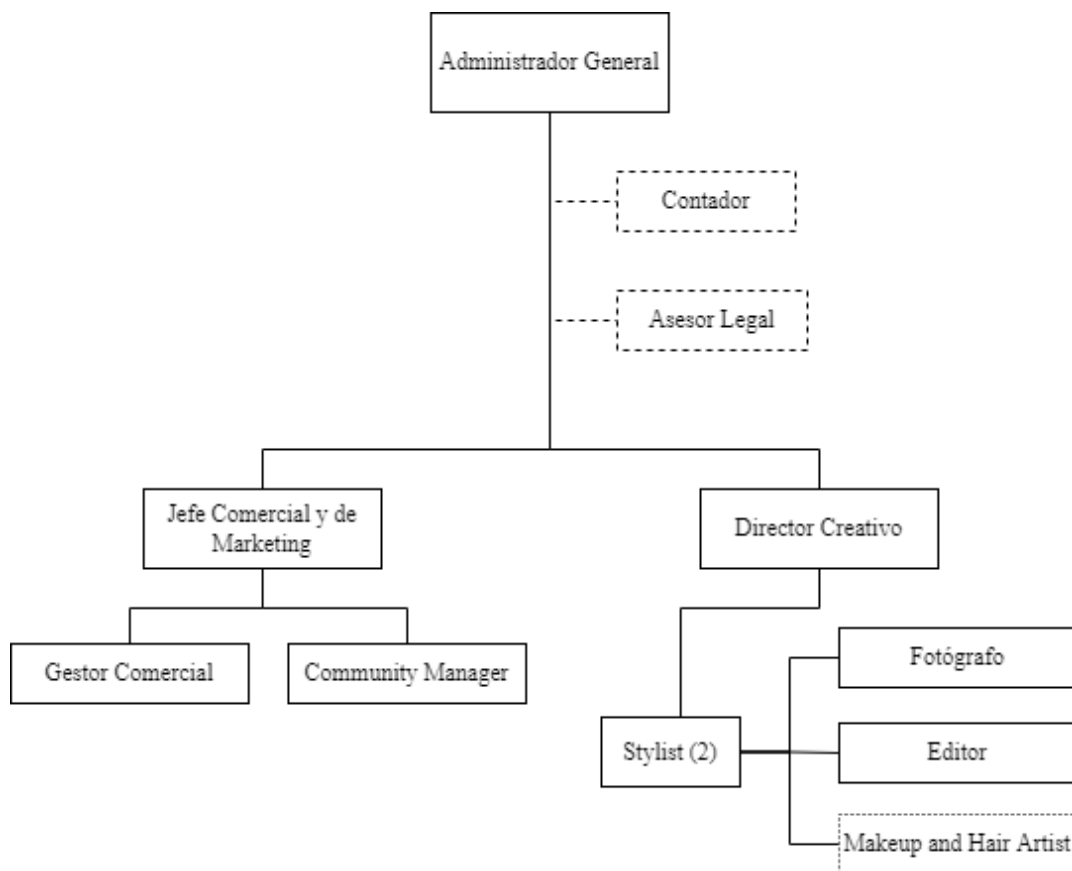 Administrador General
Contador
Asesor Legal
Jefe Comercial y de
Marketing
Director Creativo
Gestor Comercial
Community Manager
Fotógrafo
Stylist (2)
Editor
Makeup and Hair Artist